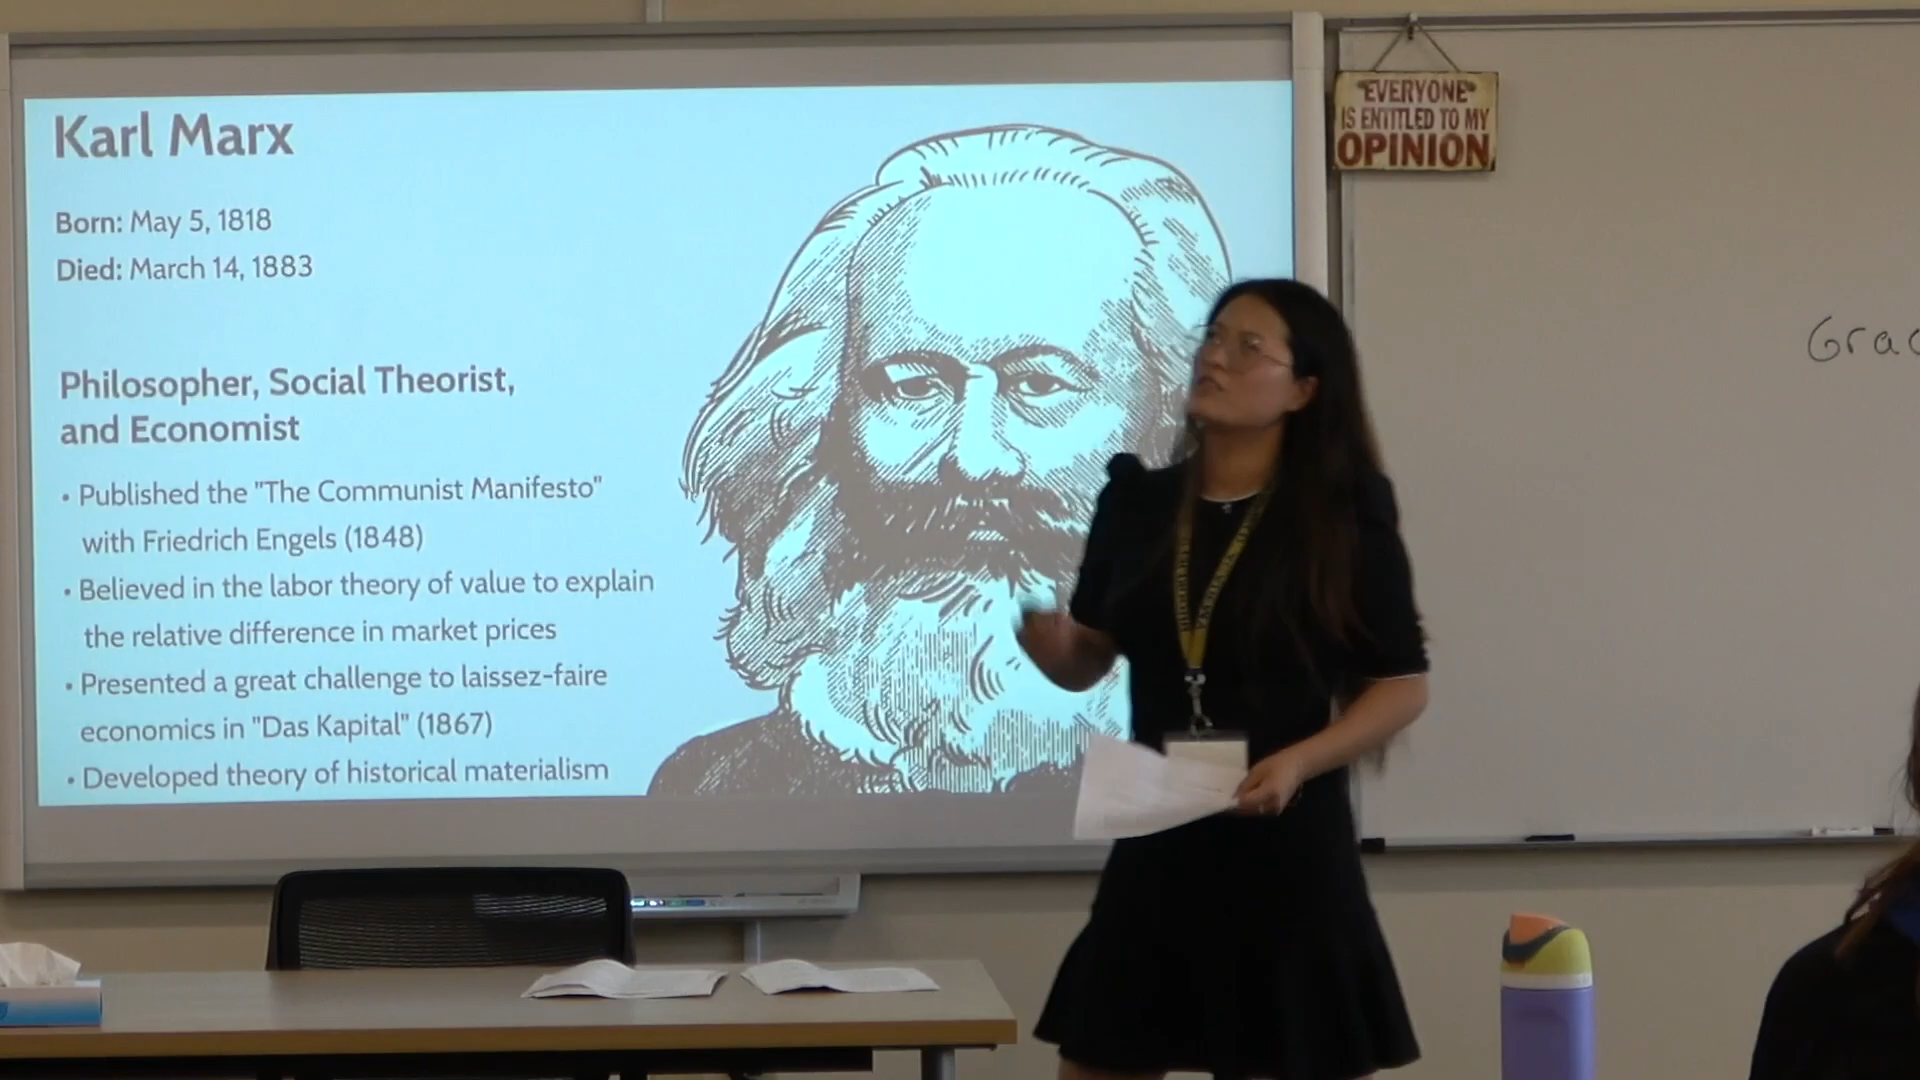 Karl Marx
Born: May 5, 1818
Died: March 14, 1883
Philosopher, Social Theorist,
and Economist
• Published the "The Communist Manifesto"
with Friedrich Engels (1848)
• Believed in the labor theory of value to explain
the relative difference in market prices
• Presented a great challenge to laissez-faire
economics in "Das Kapital" (1867)
• Developed theory of historical materialism
EVERYONE
IS ENTITLED TO MY
OPINION